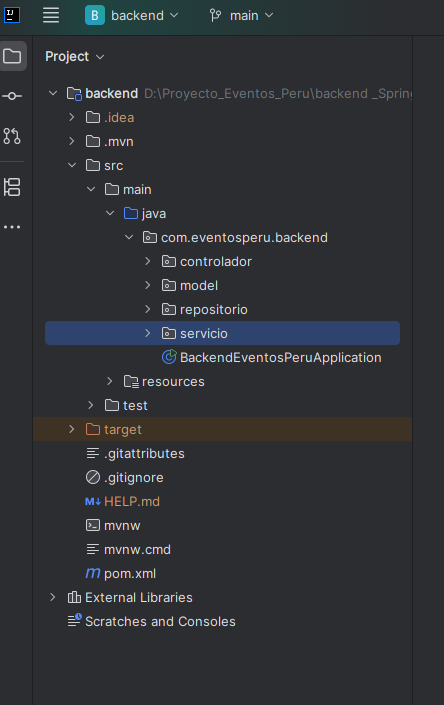 B backend main
Project
backend D:\Proyecto_Eventos_Peru\backend _Spring
.idea
.mvn
src
main
java
com.eventosperu.backend
controlador
model
repositorio
servicio
BackendEventosPeruApplication
resources
test
target
.gitattributes
.gitignore
M↓ HELP.md
mvnw
mvnw.cmd
m pom.xml
External Libraries
Scratches and Consoles